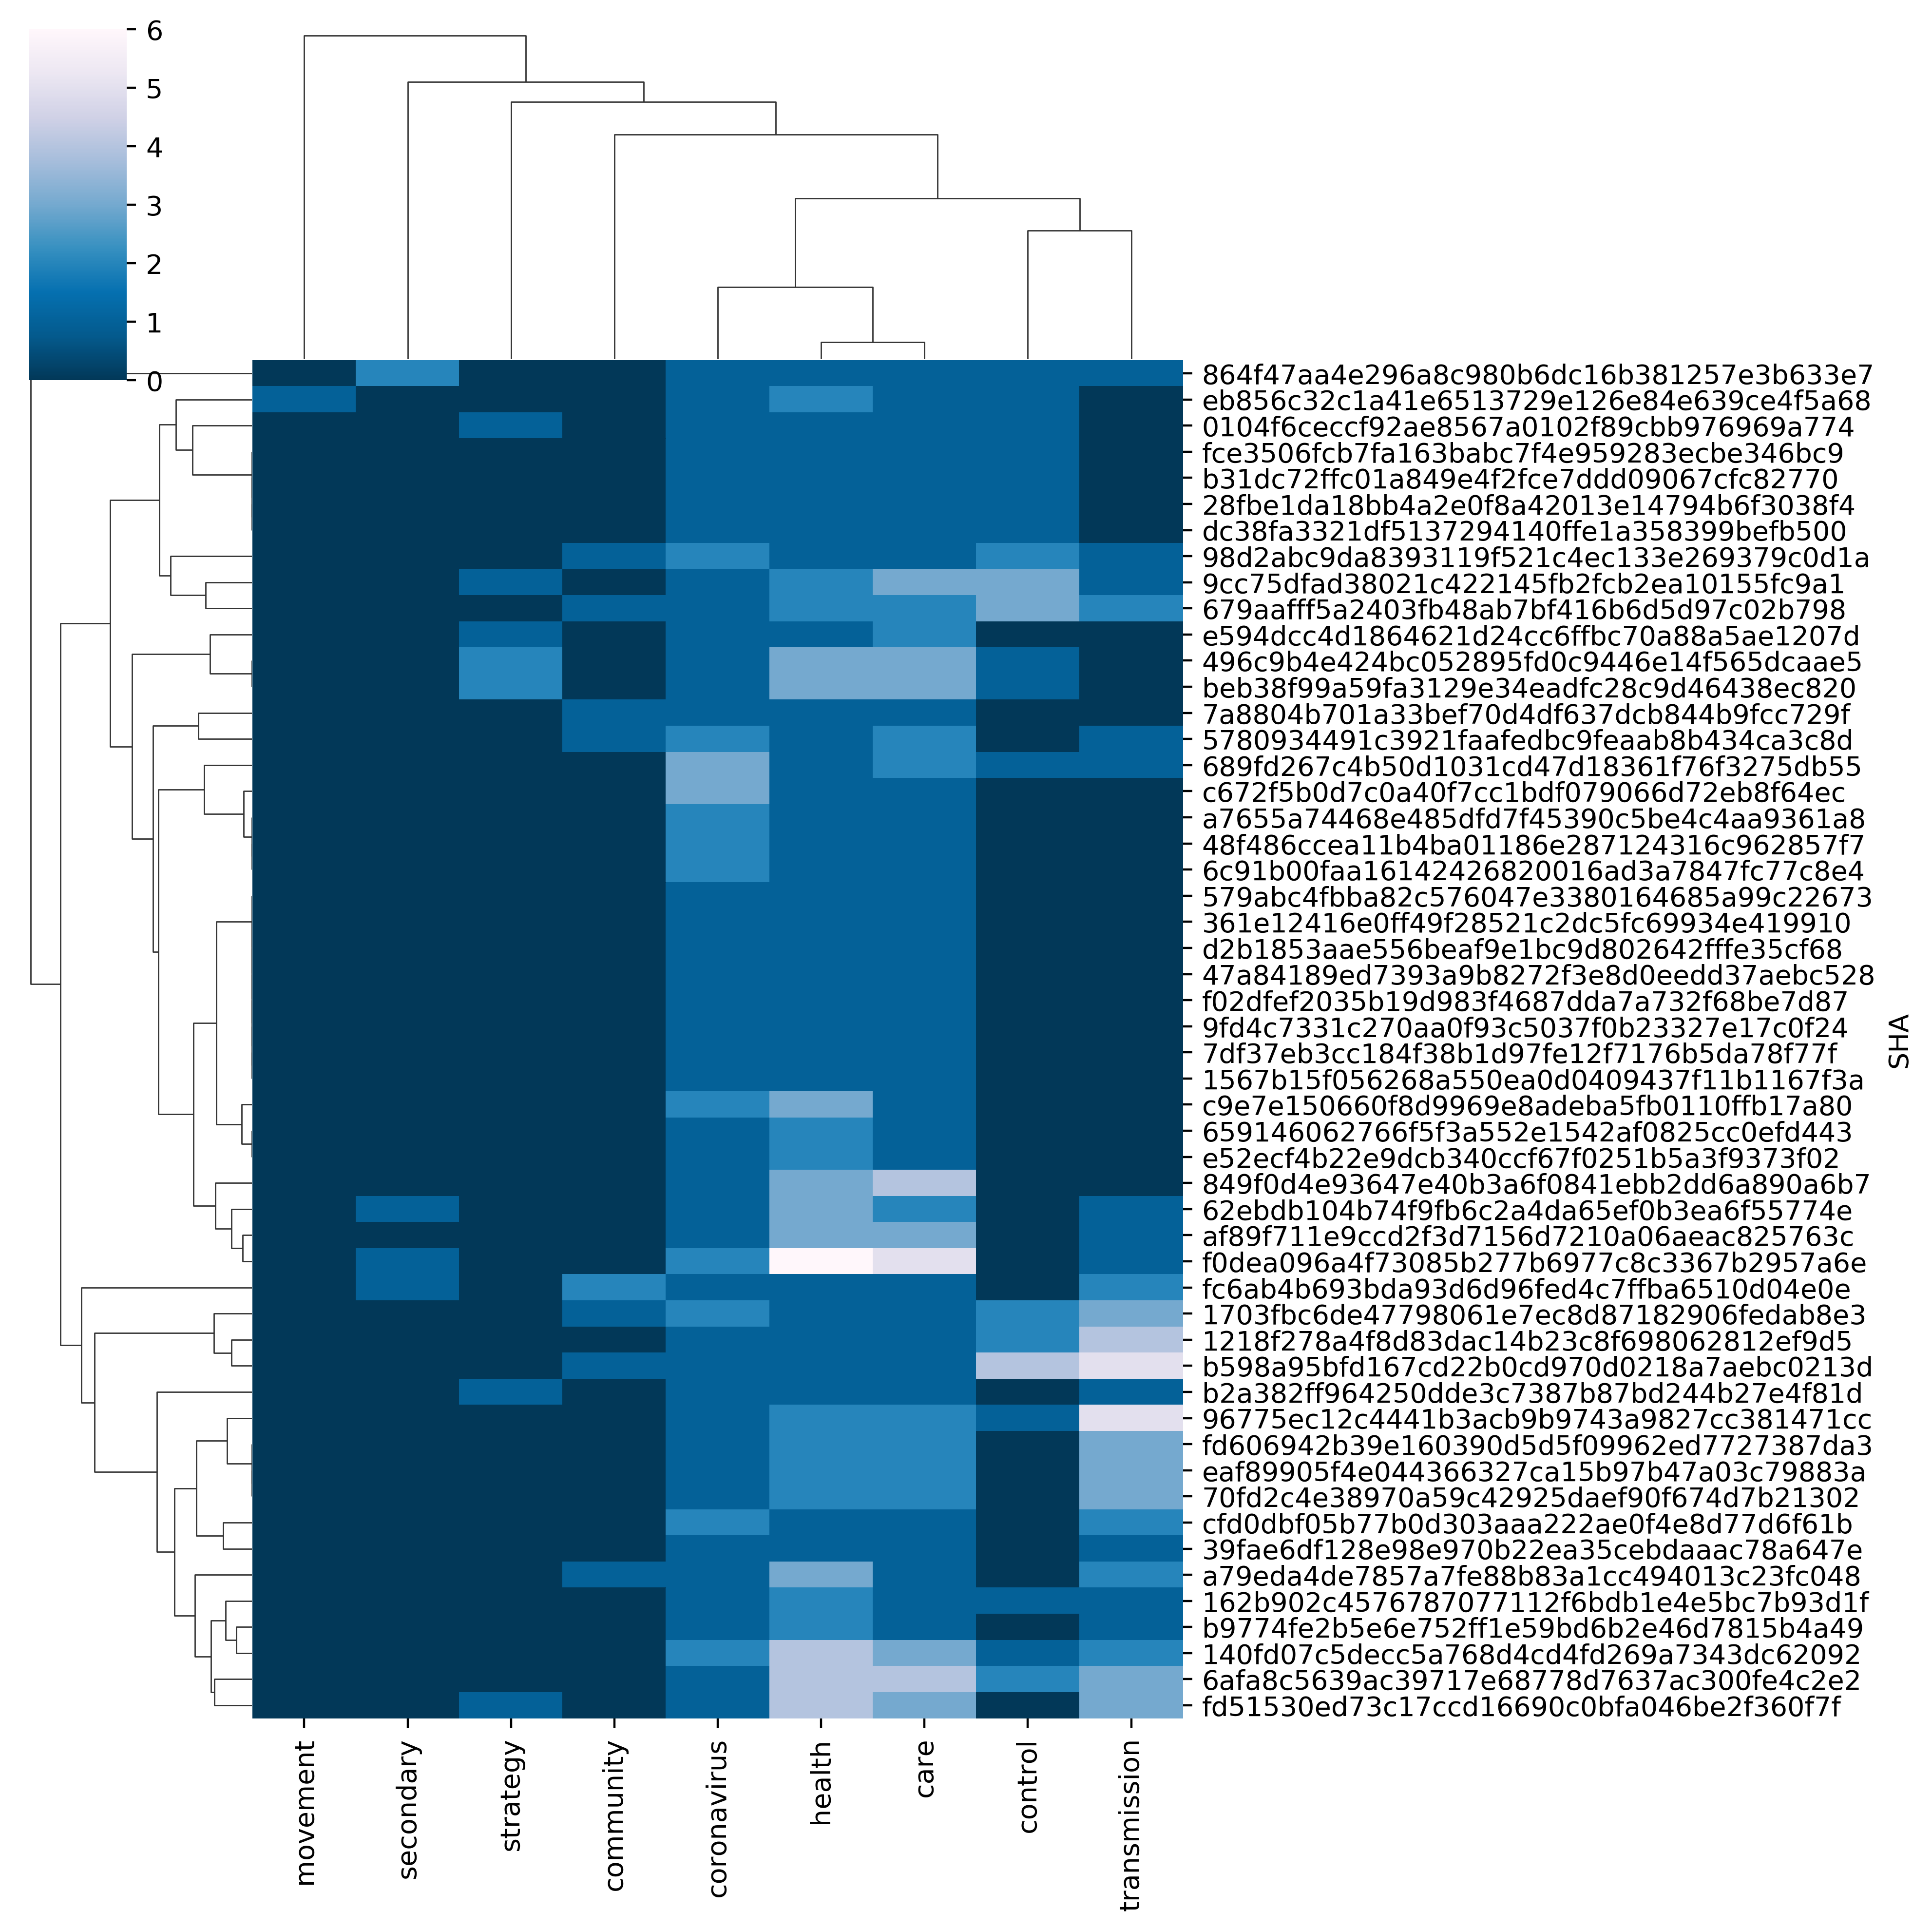 6
5
4
3
2
1
0
864f47aa4e296a8c980b6dc16b381257e3b633e7
eb856c32c1a41e6513729e126e84e639ce4f5a68
0104f6ceccf92ae8567a0102f89cbb976969a774
fce3506fcb7fa163babc7f4e959283ecbe346bc9
b31dc72ffc01a849e4f2fce7ddd09067cfc82770
28fbe1da18bb4a2e0f8a42013e14794b6f3038f4
dc38fa3321df5137294140ffe1a358399befb500
98d2abc9da8393119f521c4ec133e269379c0d1a
9cc75dfad38021c422145fb2fcb2ea10155fc9a1
679aafff5a2403fb48ab7bf416b6d5d97c02b798
e594dcc4d1864621d24cc6ffbc70a88a5ae1207d
496c9b4e424bc052895fd0c9446e14f565dcaae5
beb38f99a59fa3129e34eadfc28c9d46438ec820
7a8804b701a33bef70d4df637dcb844b9fcc729f
5780934491c3921faafedbc9feaab8b434ca3c8d
689fd267c4b50d1031cd47d18361f76f3275db55
c672f5b0d7c0a40f7cc1bdf079066d72eb8f64ec
a7655a74468e485dfd7f45390c5be4c4aa9361a8
48f486ccea11b4ba01186e287124316c962857f7
6c91b00faa16142426820016ad3a7847fc77c8e4
579abc4fbba82c576047e3380164685a99c22673
361e12416e0ff49f28521c2dc5fc69934e419910
d2b1853aae556beaf9e1bc9d802642fffe35cf68
47a84189ed7393a9b8272f3e8d0eedd37aebc528
f02dfef2035b19d983f4687dda7a732f68be7d87
9fd4c7331c270aa0f93c5037f0b23327e17c0f24
7df37eb3cc184f38b1d97fe12f7176b5da78f77f
1567b15f056268a550ea0d0409437f11b1167f3a
c9e7e150660f8d9969e8adeba5fb0110ffb17a80
659146062766f5f3a552e1542af0825cc0efd443
e52ecf4b22e9dcb340ccf67f0251b5a3f9373f02
849f0d4e93647e40b3a6f0841ebb2dd6a890a6b7
62ebdb104b74f9fb6c2a4da65ef0b3ea6f55774e
af89f711e9ccd2f3d7156d7210a06aeac825763c
f0dea096a4f73085b277b6977c8c3367b2957a6e
fc6ab4b693bda93d6d96fed4c7ffba6510d04e0e
1703fbc6de47798061e7ec8d87182906fedab8e3
1218f278a4f8d83dac14b23c8f698062812ef9d5
b598a95bfd167cd22b0cd970d0218a7aebc0213d
b2a382ff964250dde3c7387b87bd244b27e4f81d
96775ec12c4441b3acb9b9743a9827cc381471cc
fd606942b39e160390d5d5f09962ed7727387da3
eaf89905f4e044366327ca15b97b47a03c79883a
70fd2c4e38970a59c42925daef90f674d7b21302
cfd0dbf05b77b0d303aaa222ae0f4e8d77d6f61b
39fae6df128e98e970b22ea35cebdaaac78a647e
a79eda4de7857a7fe88b83a1cc494013c23fc048
162b902c4576787077112f6bdb1e4e5bc7b93d1f
b9774fe2b5e6e752ff1e59bd6b2e46d7815b4a49
140fd07c5decc5a768d4cd4fd269a7343dc62092
6afa8c5639ac39717e68778d7637ac300fe4c2e2
fd51530ed73c17ccd16690c0bfa046be2f360f7f
SHA
movement
secondary
strategy
community
coronavirus
health
care
control
transmission